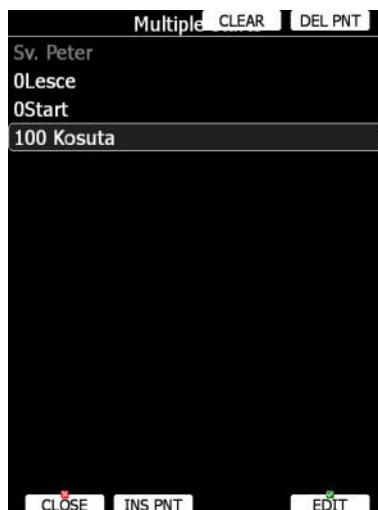 Multiple
CLEAR
DEL PNT
Sv. Peter
0Lesce
0Start
100 Kosuta
CLOSE
INS PNT
EDIT